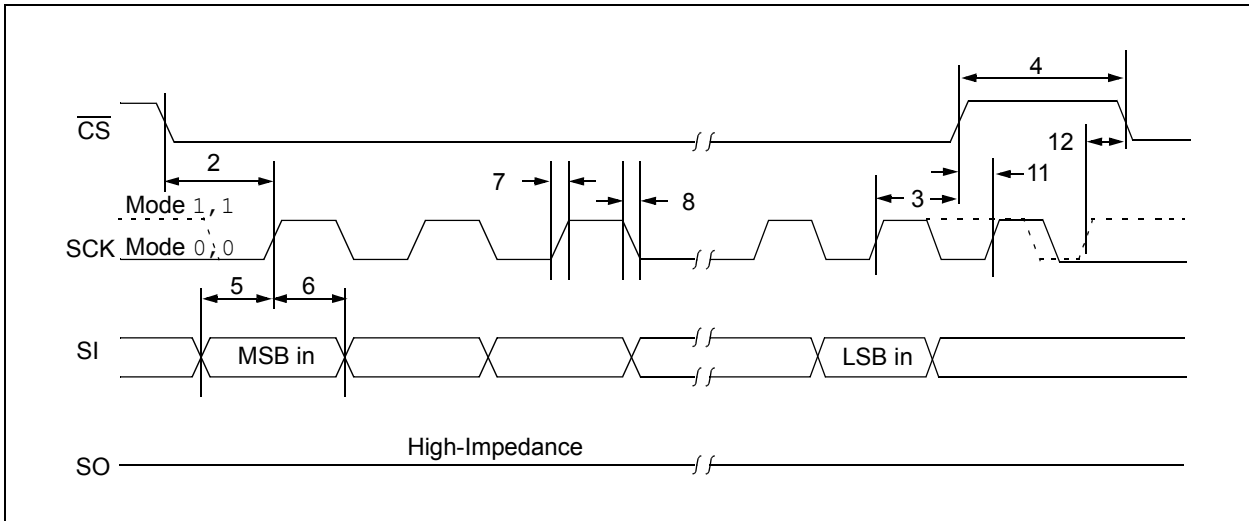 4
CS
12
2
7
8
3
11
Mode 1,1
SCK Mode 0,0
5
6
SI
MSB in
LSB in
High-Impedance
SO